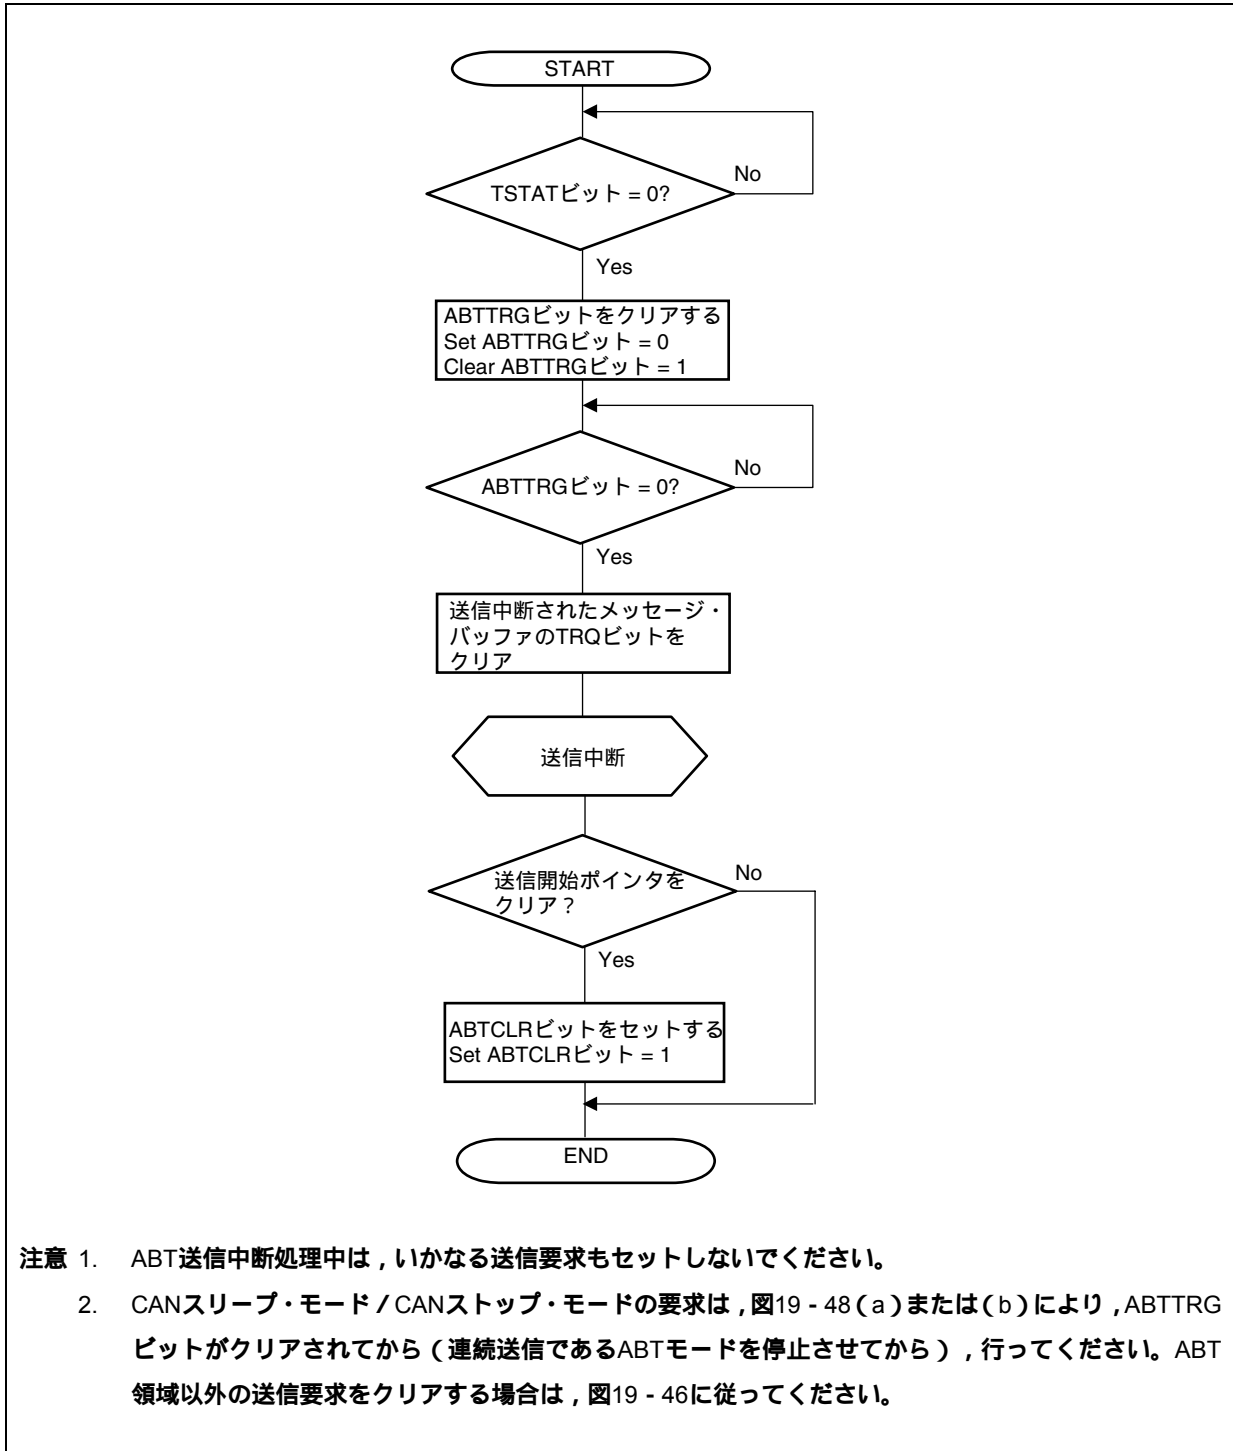 START
No
TSTATビット = 0?
Yes
ABTTRGビットをクリアする
Set ABTTRGビット = 0
Clear ABTTRGビット = 1
No
ABTTRGビット = 0?
Yes
送信中断されたメッセージ・
バッファのTRQビットを
クリア
送信中断
No
送信開始ポインタを
クリア？
Yes
ABTCLRビットをセットする
Set ABTCLRビット = 1
END
注意 1. ABT送信中断処理中は，いかなる送信要求もセットしないでください。
2. CANスリープ・モード／CANストップ・モードの要求は，図19 - 48（a）または（b）により，ABTTRG
ビットがクリアされてから（連続送信であるABTモードを停止させてから），行ってください。ABT
領域以外の送信要求をクリアする場合は，図19 - 46に従ってください。